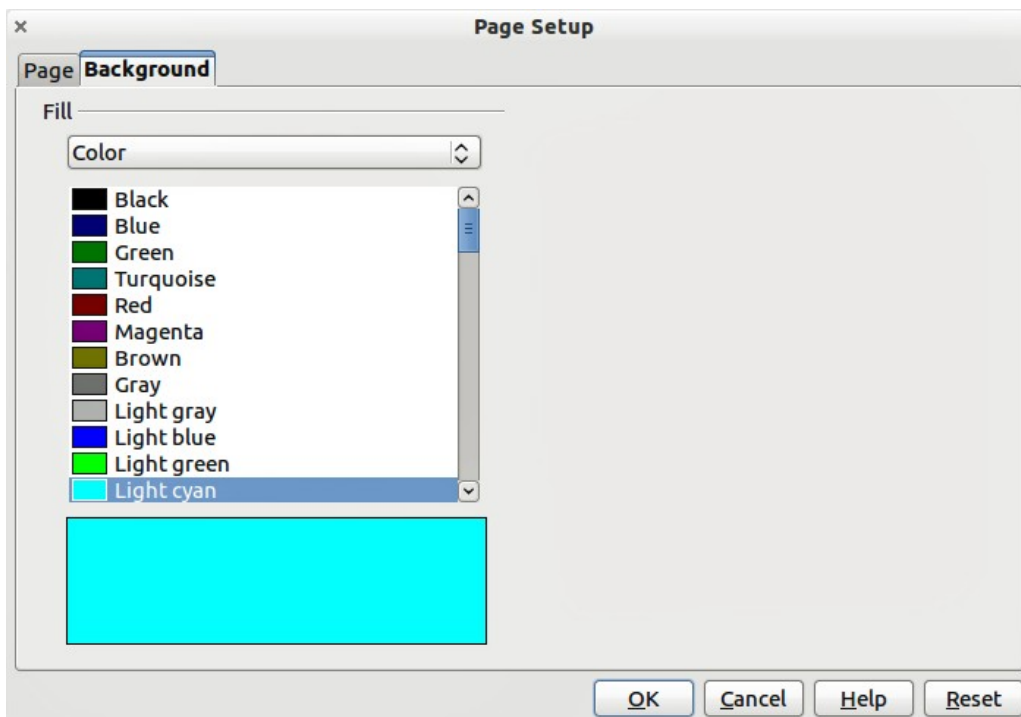 × Page Setup
Page Background
Fill
Color
Black
Blue
Green
Turquoise
Red
Magenta
Brown
Gray
Light gray
Light blue
Light green
Light cyan
OK Cancel Help Reset